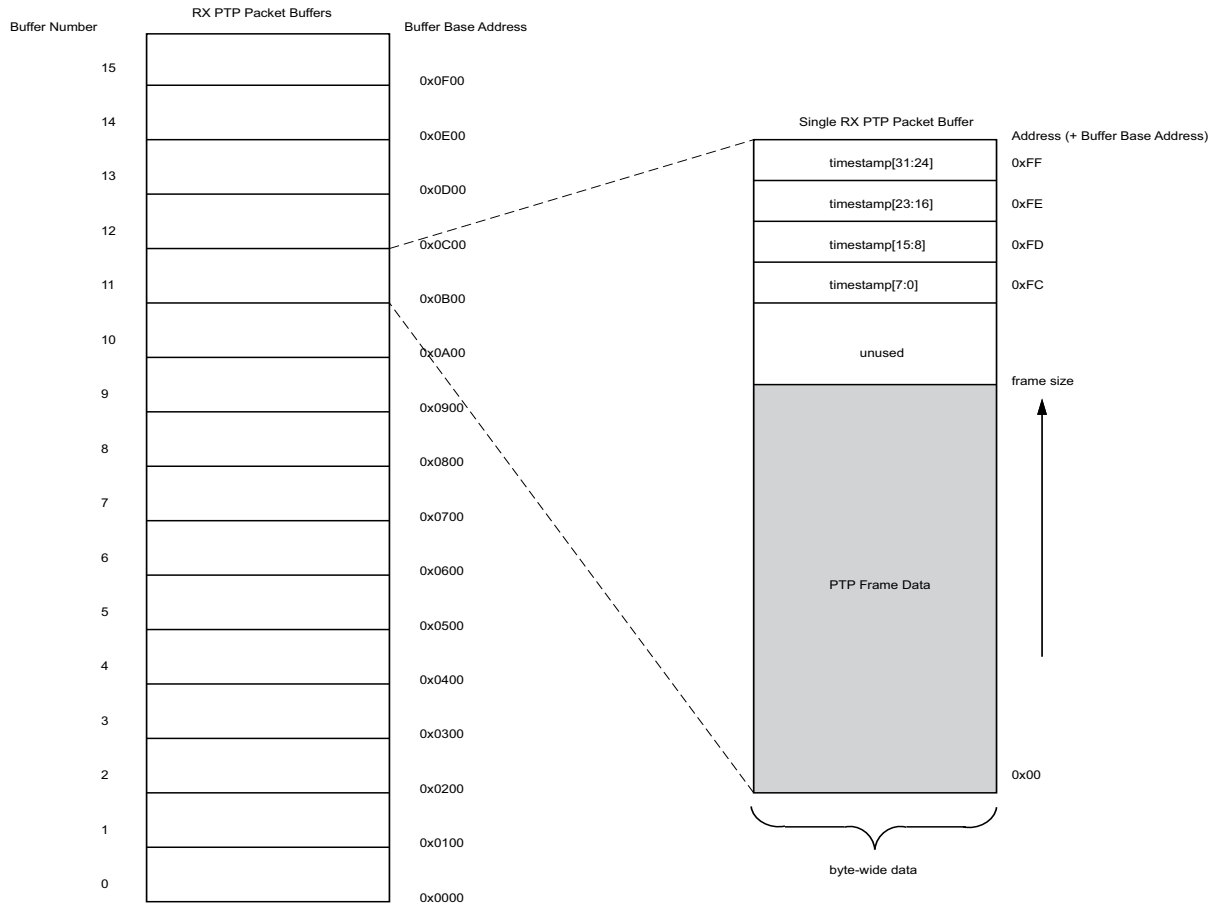 RX PTP Packet Buffers
Buffer Number
Buffer Base Address
15
0x0F00
14
0x0E00
13
0x0D00
12
0x0C00
11
0x0B00
10
0x0A00
9
0x0900
8
0x0800
7
0x0700
6
0x0600
5
0x0500
4
0x0400
3
0x0300
2
0x0200
1
0x0100
0
0x0000
Single RX PTP Packet Buffer
Address (+ Buffer Base Address)
timestamp[31:24]
0xFF
timestamp[23:16]
0xFE
timestamp[15:8]
0xFD
timestamp[7:0]
0xFC
unused
frame size
PTP Frame Data
0x00
byte-wide data